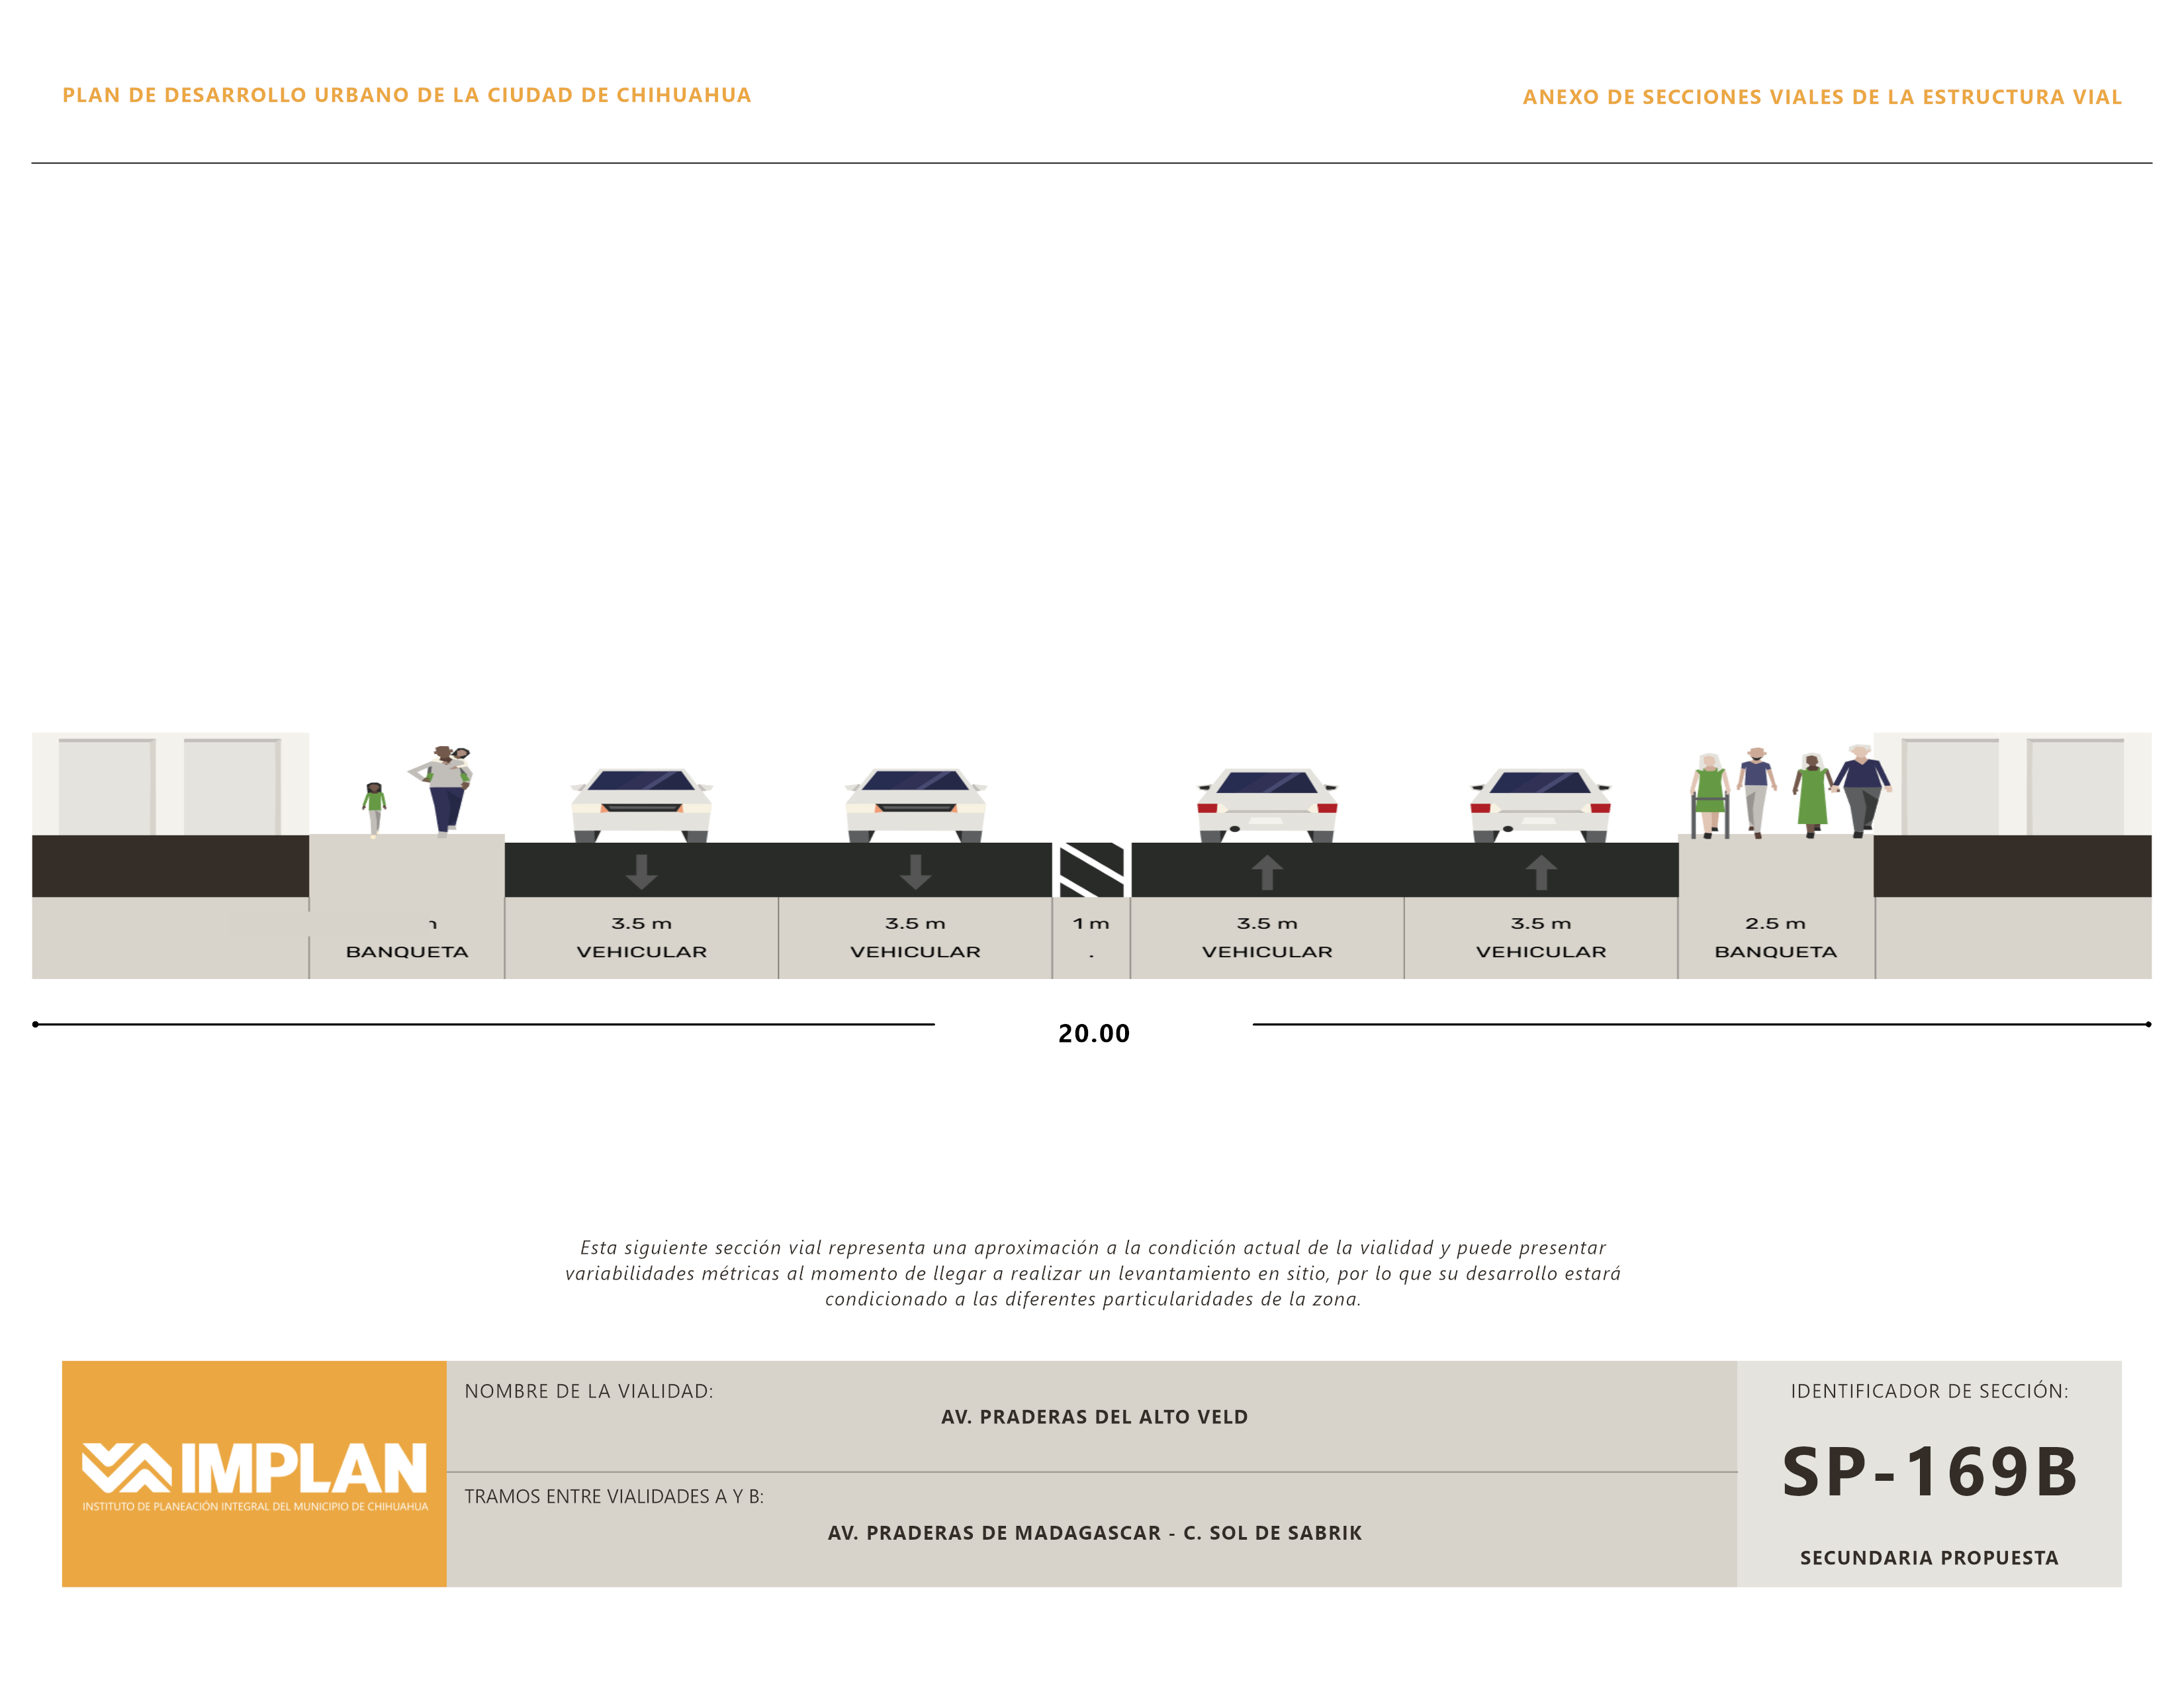 PLAN DE DESARROLLO URBANO DE LA CIUDAD DE CHIHUAHUA
ANEXO DE SECCIONES VIALES DE LA ESTRUCTURA VIAL
3.5 m
3.5 m
1 m
3.5 m
3.5 m
2.5 m
BANQUETA
VEHICULAR
VEHICULAR
.
VEHICULAR
VEHICULAR
BANQUETA
20.00
Esta siguiente sección vial representa una aproximación a la condición actual de la vialidad y puede presentar
variabilidades métricas al momento de llegar a realizar un levantamiento en sitio, por lo que su desarrollo estará
condicionado a las diferentes particularidades de la zona.
IMPLAN
INSTITUTO DE PLANEACIÓN INTEGRAL DEL MUNICIPIO DE CHIHUAHUA
NOMBRE DE LA VIALIDAD:
AV. PRADERAS DEL ALTO VELD
TRAMOS ENTRE VIALIDADES A Y B:
AV. PRADERAS DE MADAGASCAR - C. SOL DE SABRIK
IDENTIFICADOR DE SECCIÓN:
SP-169B
SECUNDARIA PROPUESTA